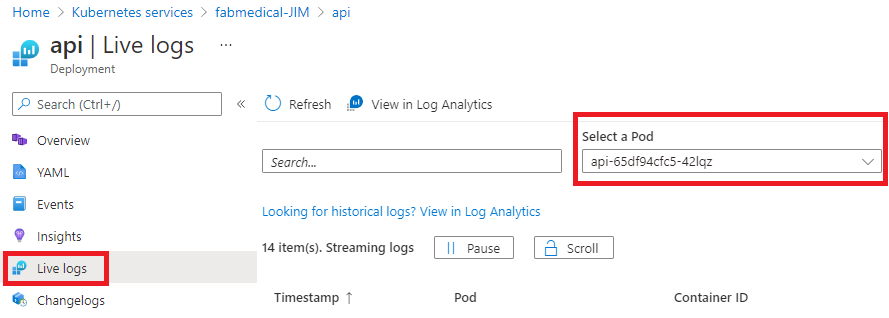 Home > Kubernetes services > fabmedical-JIM > api
api | Live logs ...
Deployment
Search (Ctrl+/) «
Refresh View in Log Analytics
Overview
YAML
Events
Insights
Live logs
Changelogs
Select a Pod
Search... api-65df94cfc5-42lqz
Looking for historical logs? View in Log Analytics
14 item(s). Streaming logs Pause Scroll
Timestamp ↑ Pod Container ID